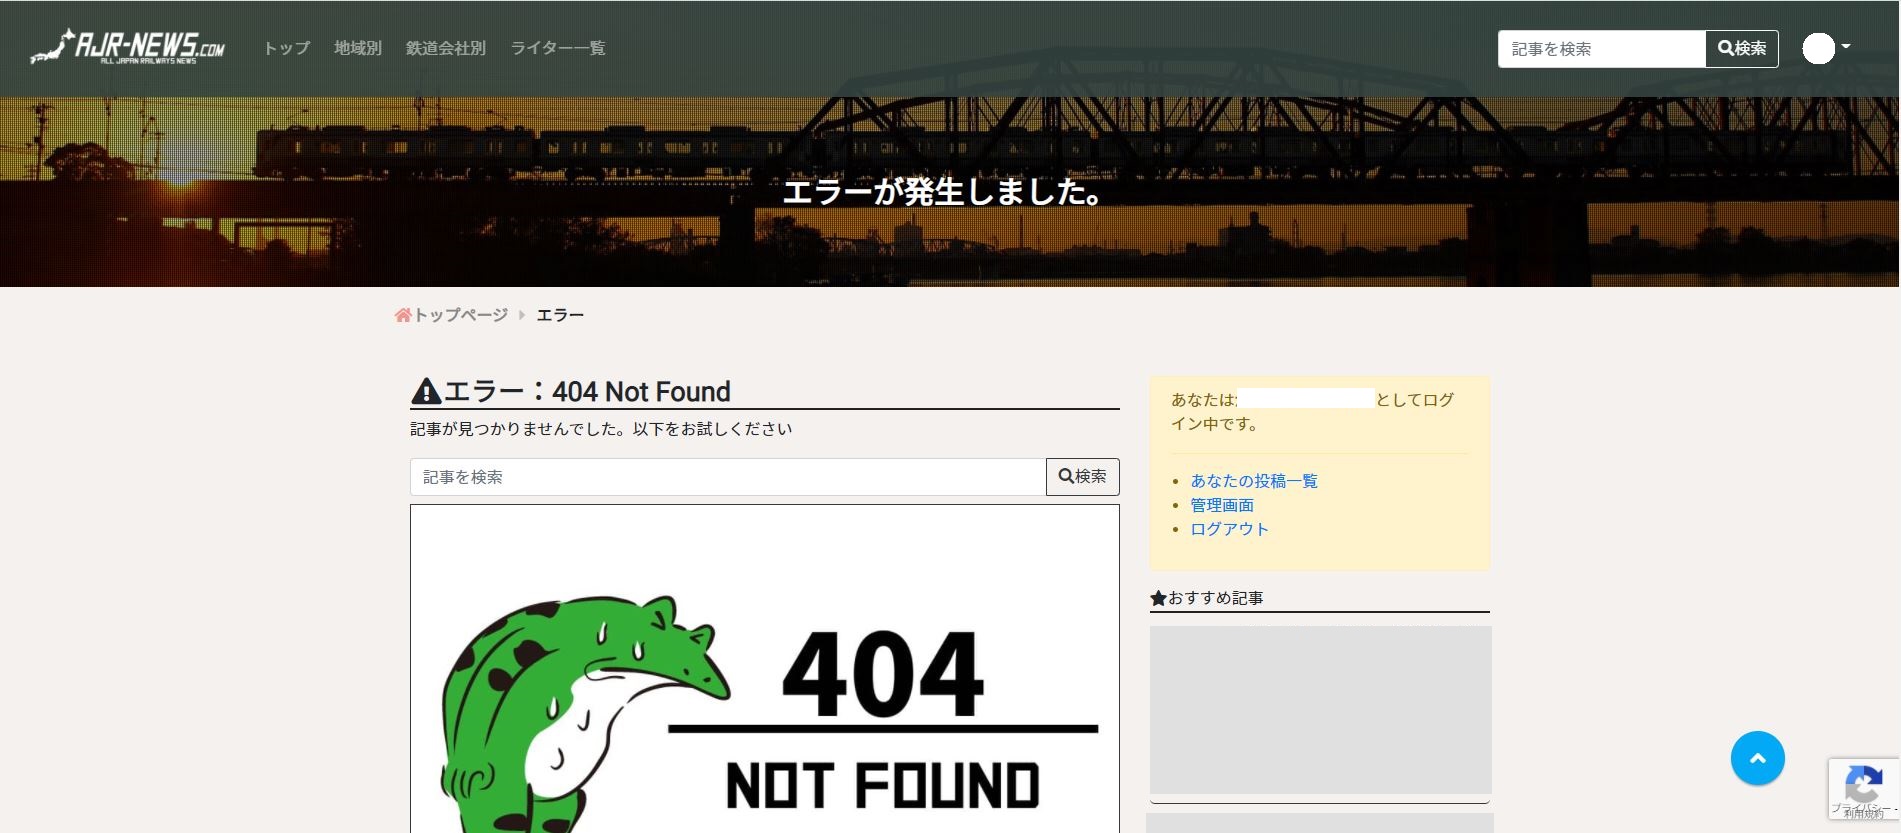 AJR-NEWS.COM
ALL JAPAN RAILWAYS NEWS
トップ 地域別 鉄道会社別 ライター一覧
記事を検索 検索
エラーが発生しました。
トップページ エラー
エラー：404 Not Found
記事が見つかりませんでした。以下をお試しください
記事を検索 検索
404
NOT FOUND
あなたは としてログ
イン中です。
あなたの投稿一覧
管理画面
ログアウト
おすすめ記事
プライバシー -
利用規約